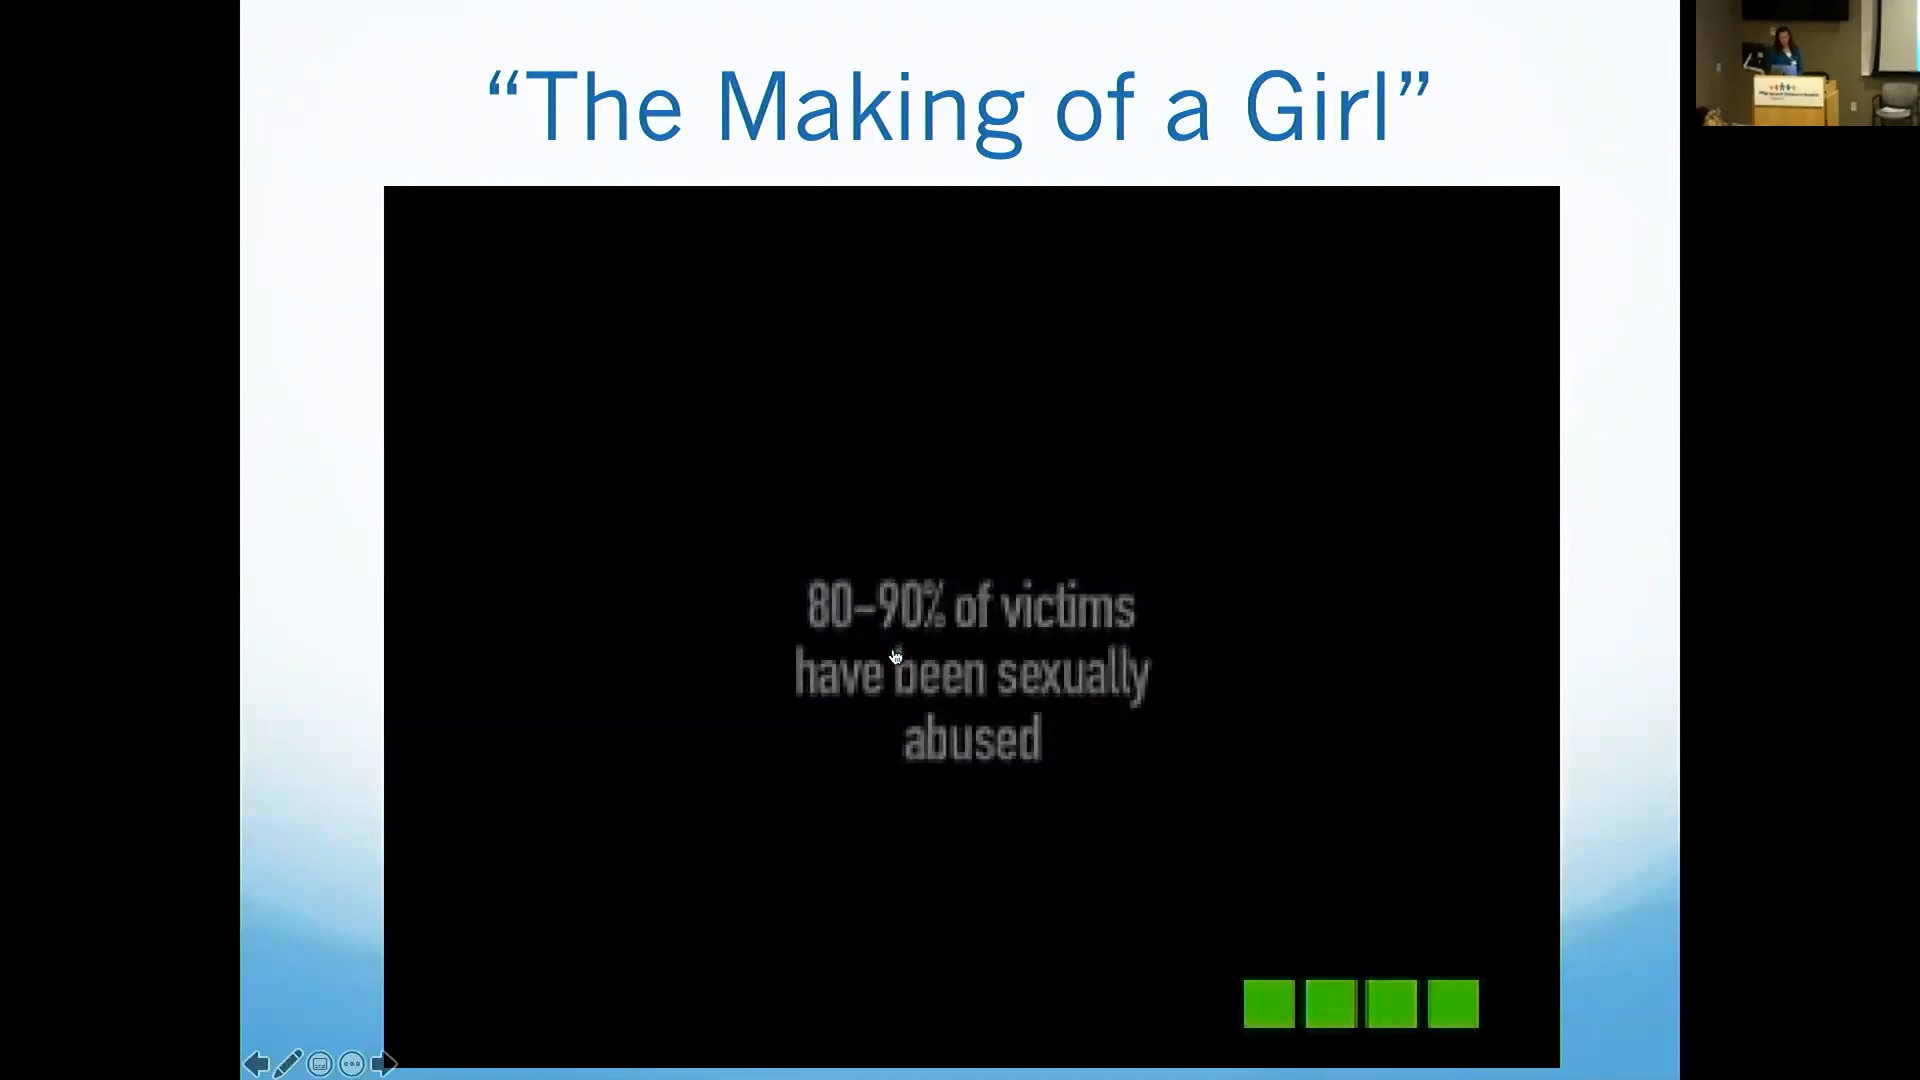 “The Making of a Girl”
80–90% of victims
have been sexually
abused